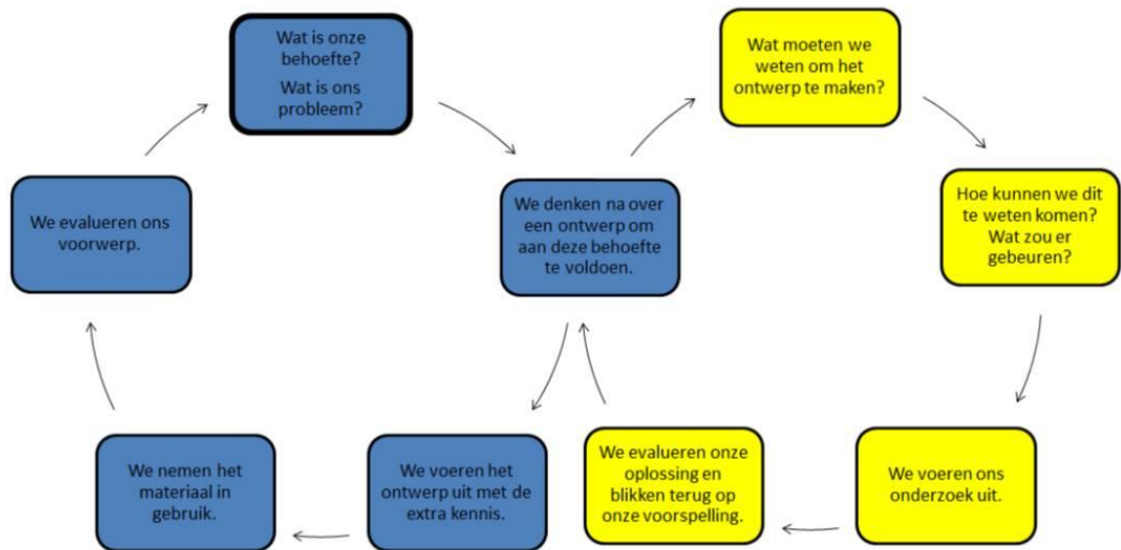 Wat is onze
behoefte?
Wat is ons
probleem?
We denken na over
een ontwerp om
aan deze behoefte
te voldoen.
Wat moeten we
weten om het
ontwerp te maken?
Hoe kunnen we dit
te weten komen?
Wat zou er
gebeuren?
We voeren ons
onderzoek uit.
We evalueren onze
oplossing en
blikken terug op
onze voorspelling.
We voeren het
ontwerp uit met de
extra kennis.
We nemen het
materiaal in
gebruik.
We evalueren ons
voorwerp.